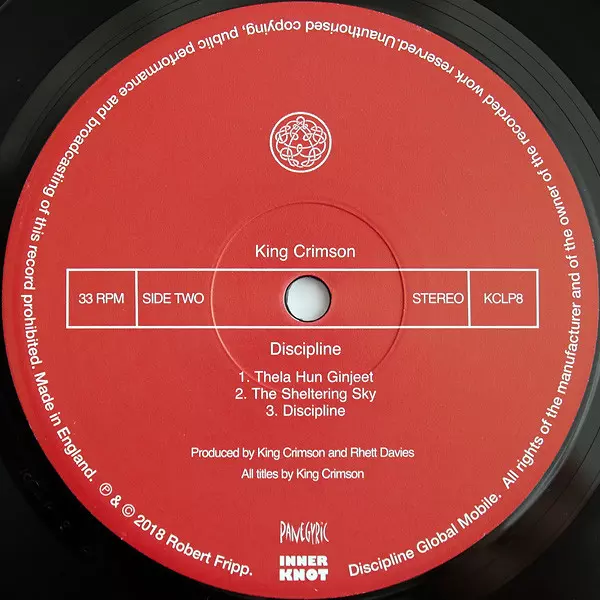 King Crimson
33 RPM
SIDE TWO
STEREO
KCLP8
Discipline
1. Thela Hun Ginjeet
2. The Sheltering Sky
3. Discipline
Produced by King Crimson and Rhett Davies
All titles by King Crimson
PANEGYRIC
INNER
KNOT
Discipline Global Mobile. All rights of the manufacturer and of the owner of the recorded work reserved.Unauthorised copying, public performance and broadcasting of this record prohibited. Made in England. ℗ & © 2018 Robert Fripp.